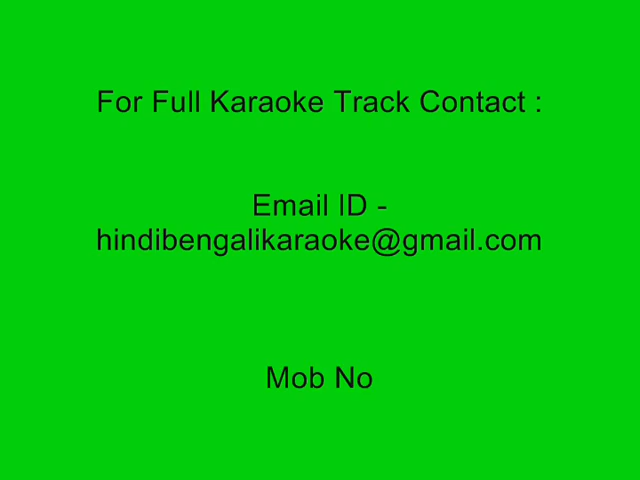 For Full Karaoke Track Contact :
Email ID -
hindibengalikaraoke@gmail.com
Mob No